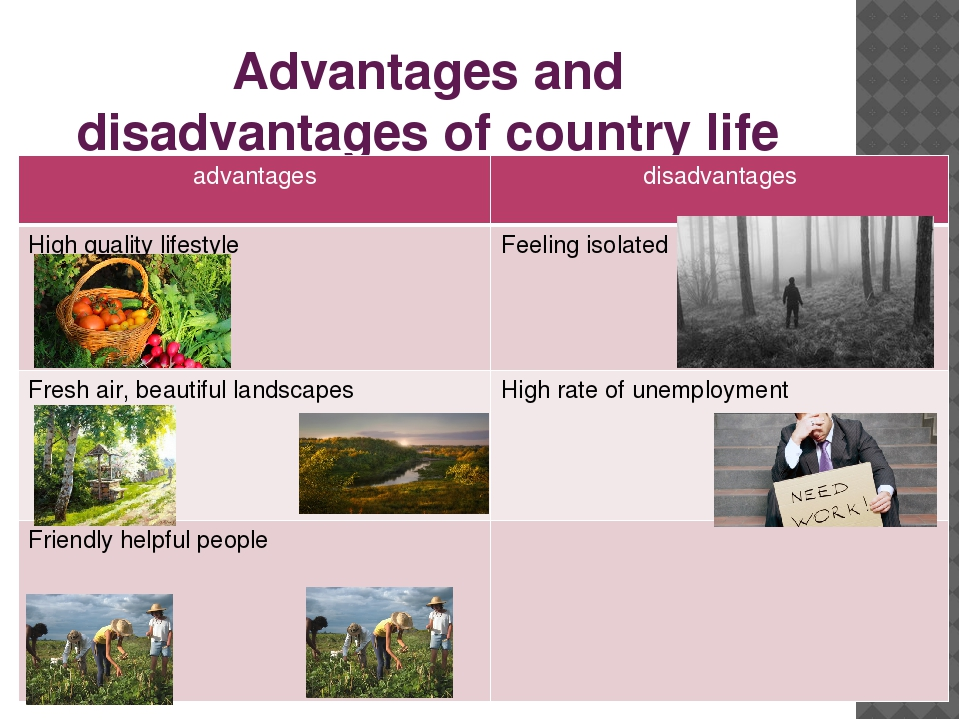 Advantages and
disadvantages of country life
advantages
disadvantages
High quality lifestyle
Feeling isolated
Fresh air, beautiful landscapes
High rate of unemployment
NEED
WORK!
Friendly helpful people